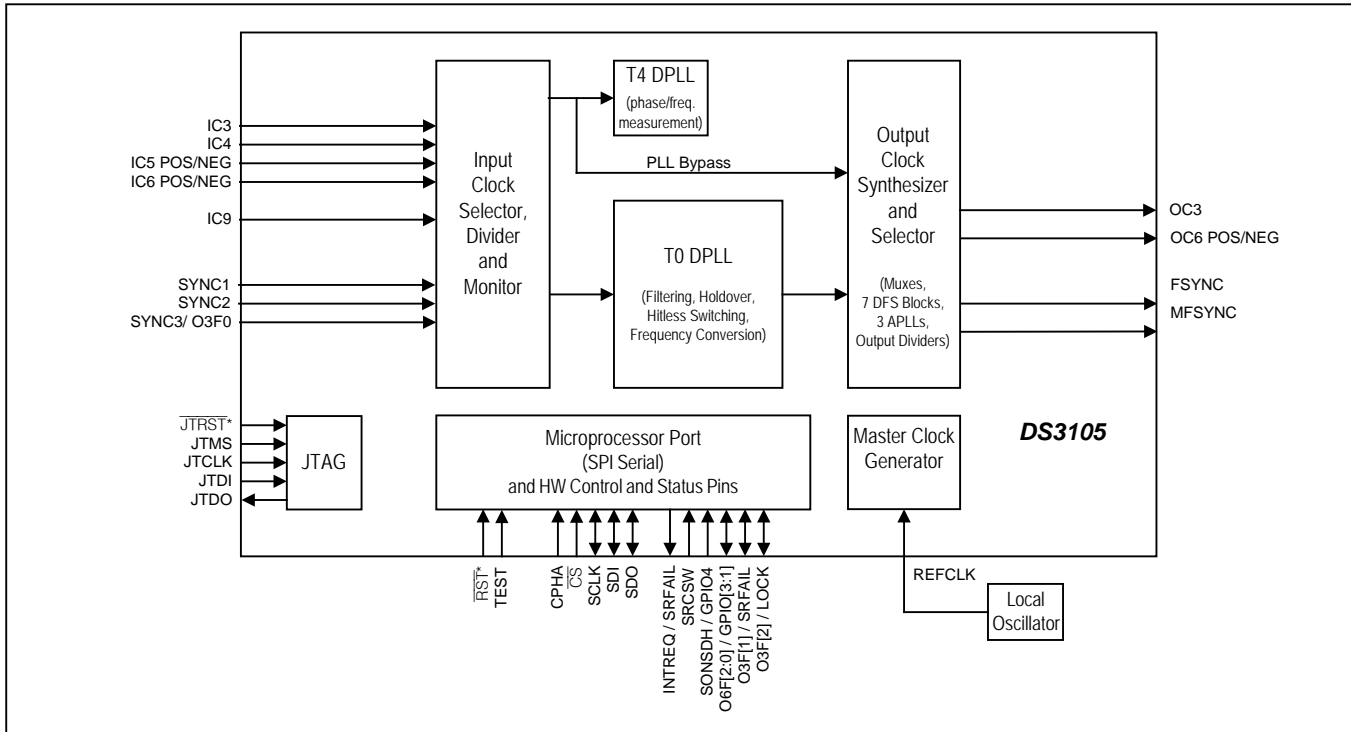 IC3
IC4
IC5 POS/NEG
IC6 POS/NEG
IC9
SYNC1
SYNC2
SYNC3/ O3F0
Input
Clock
Selector,
Divider
and
Monitor
T4 DPLL
(phase/freq.
measurement)
PLL Bypass
T0 DPLL
(Filtering, Holdover,
Hitless Switching,
Frequency Conversion)
Output
Clock
Synthesizer
and
Selector
(Muxes,
7 DFS Blocks,
3 APLLs,
Output Dividers)
OC3
OC6 POS/NEG
FSYNC
MFSYNC
JTRST*
JTMS
JTCLK
JTDI
JTDO
JTAG
Microprocessor Port
(SPI Serial)
and HW Control and Status Pins
Master Clock
Generator
DS3105
RST*
TEST
CPHA
CS
SCLK
SDI
SDO
INTREQ / SRFAIL
SRCSW
SONSDH / GPIO4
O6F[2:0] / GPIO[3:1]
O3F[1] / SRFAIL
O3F[2] / LOCK
REFCLK
Local
Oscillator